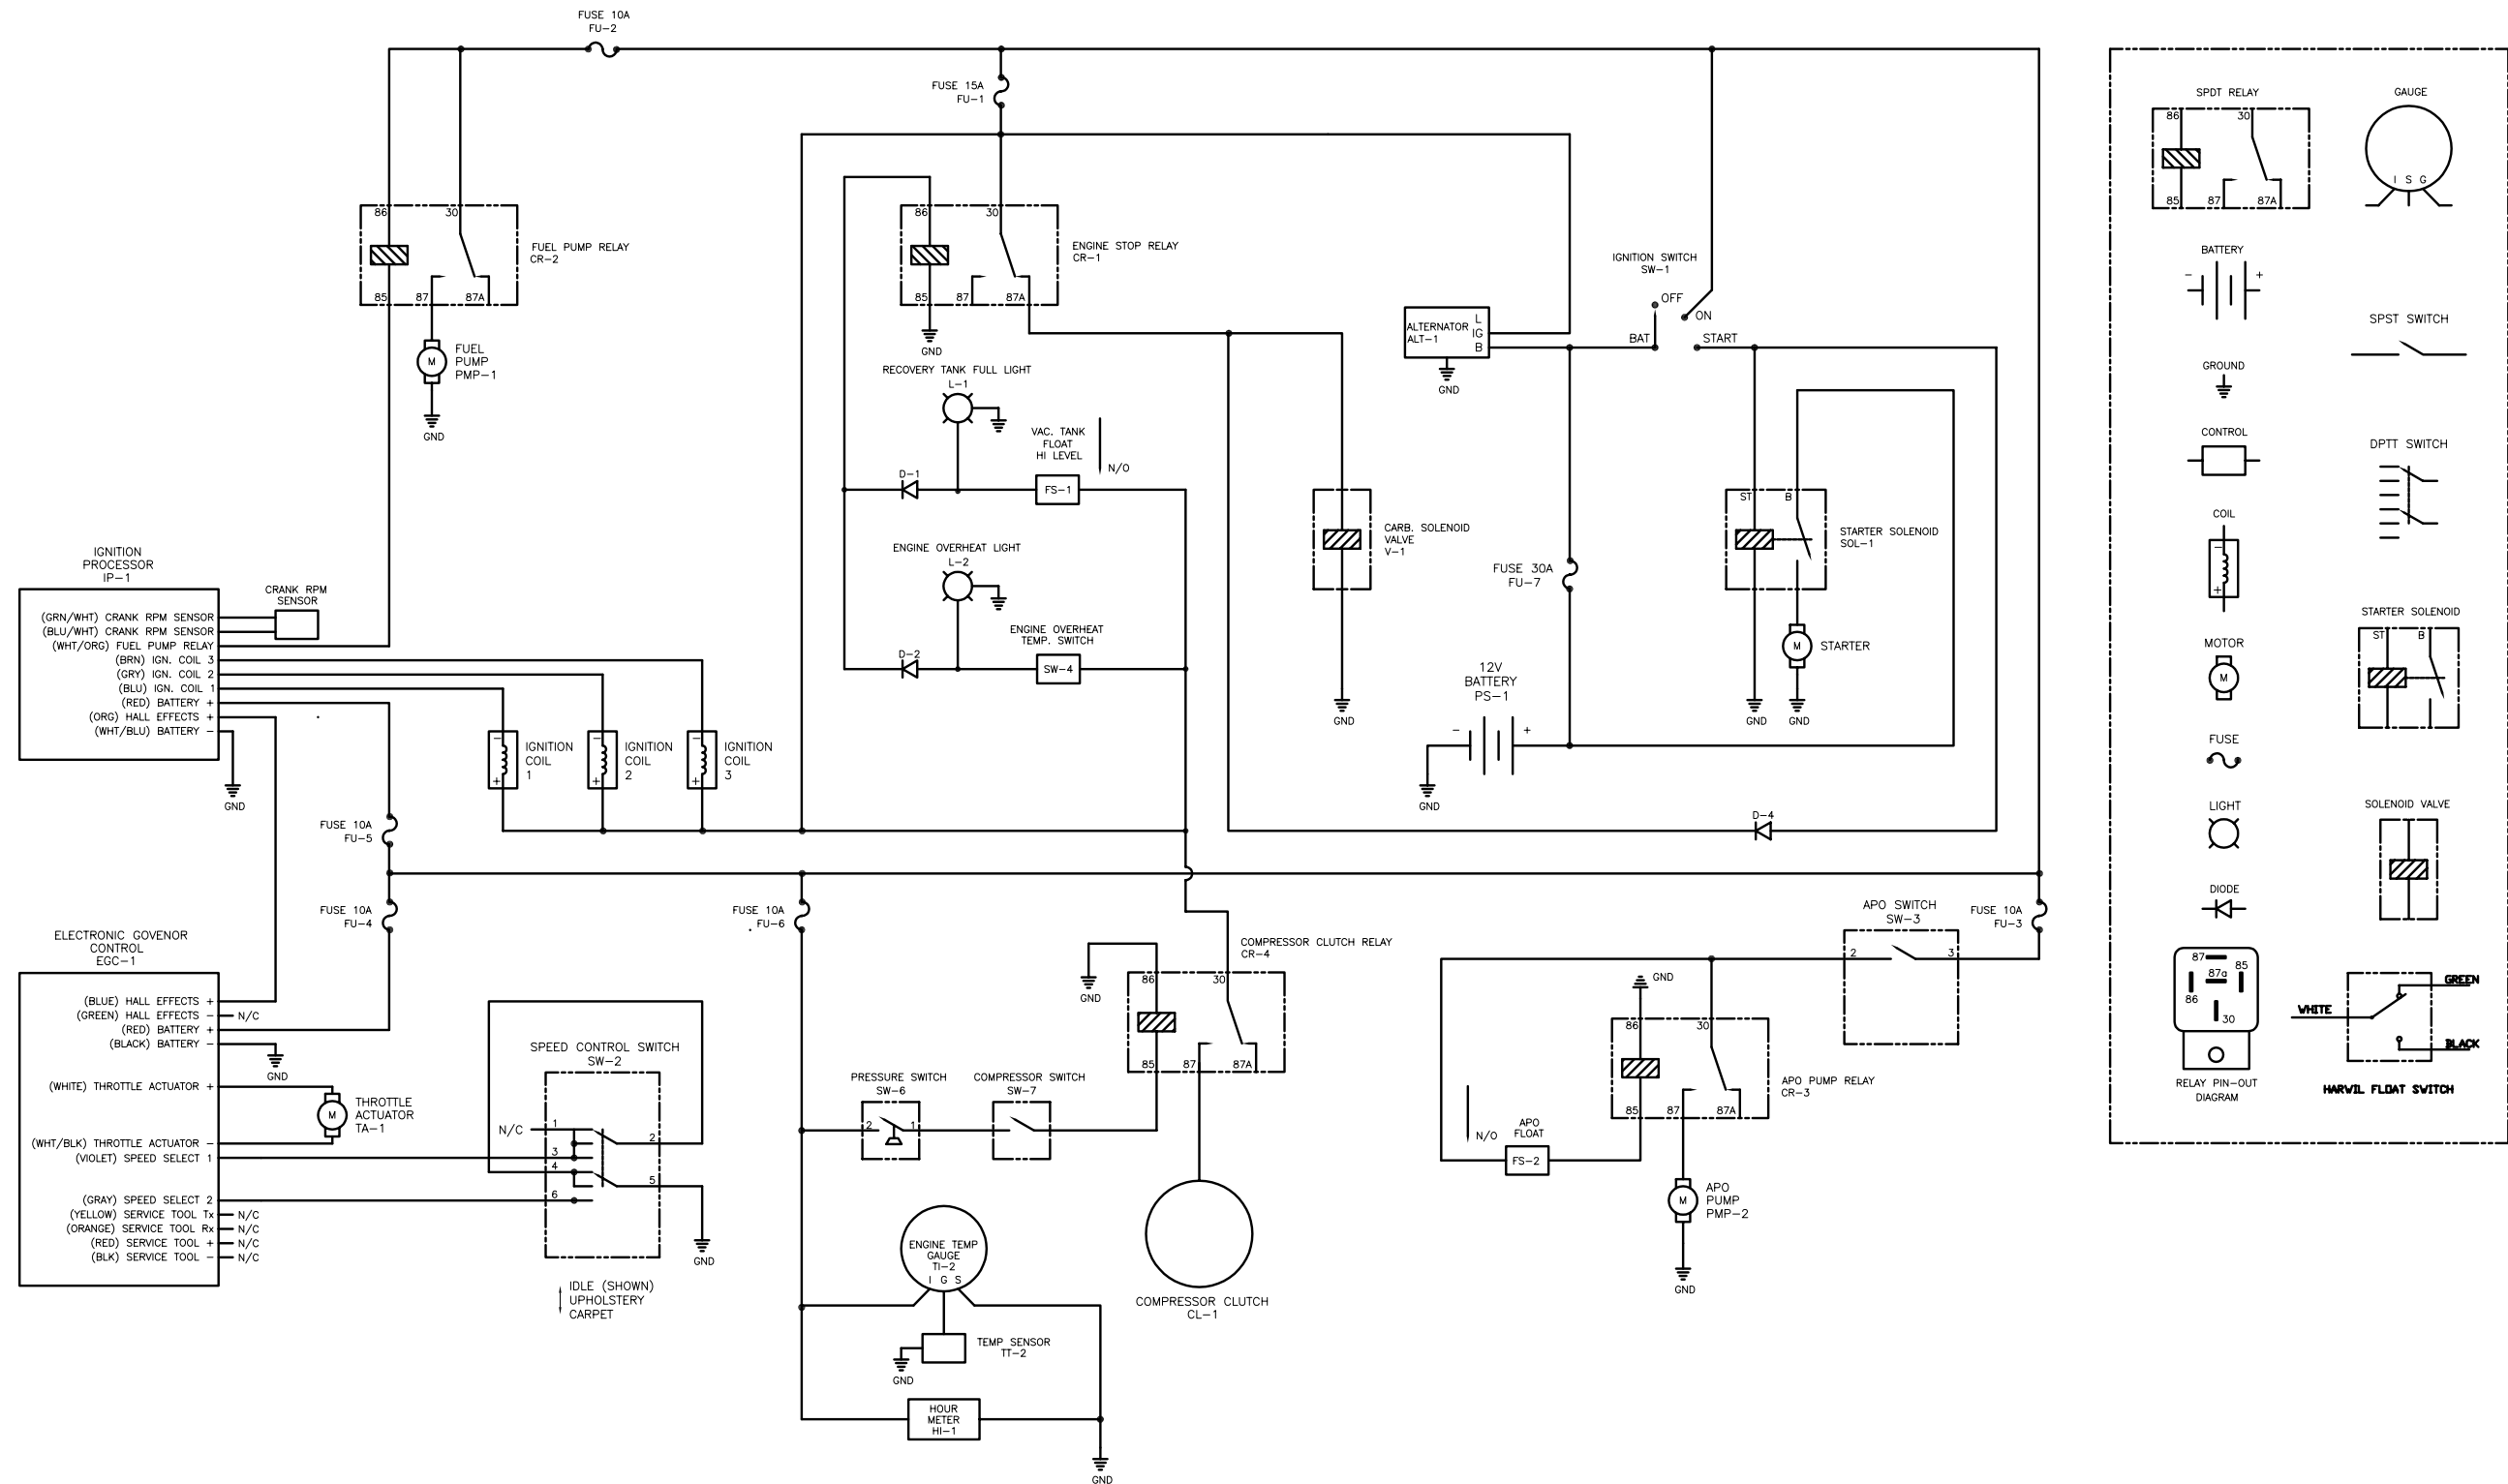 FUSE 10A
FU-2
FUSE 15A
FU-1
86
30
85
87
87A
FUEL PUMP RELAY
CR-2
FUEL
PUMP
PMP-1
M
GND
86
30
85
87
87A
ENGINE STOP RELAY
CR-1
GND
RECOVERY TANK FULL LIGHT
L-1
VAC. TANK
FLOAT
HI LEVEL
N/O
D-1
FS-1
ENGINE OVERHEAT LIGHT
L-2
ENGINE OVERHEAT
TEMP. SWITCH
D-2
SW-4
IGNITION SWITCH
SW-1
OFF
ON
BAT
START
ALTERNATOR
ALT-1
L
IG
B
GND
CARB. SOLENOID
VALVE
V-1
GND
FUSE 30A
FU-7
ST
B
STARTER SOLENOID
SOL-1
M
STARTER
GND
GND
12V
BATTERY
PS-1
-
+
GND
D-4
IGNITION
PROCESSOR
IP-1
CRANK RPM
SENSOR
(GRN/WHT) CRANK RPM SENSOR
(BLU/WHT) CRANK RPM SENSOR
(WHT/ORG) FUEL PUMP RELAY
(BRN) IGN. COIL 3
(GRY) IGN. COIL 2
(BLU) IGN. COIL 1
(RED) BATTERY +
(ORG) HALL EFFECTS +
(WHT/BLU) BATTERY -
GND
-
+
IGNITION
COIL
1
-
+
IGNITION
COIL
2
-
+
IGNITION
COIL
3
FUSE 10A
FU-5
FUSE 10A
FU-4
FUSE 10A
FU-6
ELECTRONIC GOVENOR
CONTROL
EGC-1
(BLUE) HALL EFFECTS +
(GREEN) HALL EFFECTS - N/C
(RED) BATTERY +
(BLACK) BATTERY -
GND
(WHITE) THROTTLE ACTUATOR +
M
THROTTLE
ACTUATOR
TA-1
(WHT/BLK) THROTTLE ACTUATOR -
(VIOLET) SPEED SELECT 1
(GRAY) SPEED SELECT 2
(YELLOW) SERVICE TOOL Tx N/C
(ORANGE) SERVICE TOOL Rx N/C
(RED) SERVICE TOOL + N/C
(BLK) SERVICE TOOL - N/C
SPEED CONTROL SWITCH
SW-2
N/C
1
2
3
4
5
6
GND
IDLE (SHOWN)
UPHOLSTERY
CARPET
PRESSURE SWITCH
SW-6
2
1
COMPRESSOR SWITCH
SW-7
COMPRESSOR CLUTCH RELAY
CR-4
GND
86
30
85
87
87A
COMPRESSOR CLUTCH
CL-1
ENGINE TEMP
GAUGE
TI-2
I G S
TEMP SENSOR
TT-2
GND
HOUR
METER
HI-1
GND
APO SWITCH
SW-3
2
3
FUSE 10A
FU-3
GND
86
30
85
87
87A
APO PUMP RELAY
CR-3
N/O
APO
FLOAT
FS-2
M
APO
PUMP
PMP-2
GND
SPDT RELAY
86
30
85
87
87A
GAUGE
I S G
BATTERY
-
+
SPST SWITCH
GROUND
CONTROL
DPTT SWITCH
COIL
-
+
MOTOR
M
STARTER SOLENOID
ST
B
FUSE
LIGHT
SOLENOID VALVE
DIODE
87
87a
85
86
30
RELAY PIN-OUT
DIAGRAM
GREEN
WHITE
BLACK
HARWIL FLOAT SWITCH